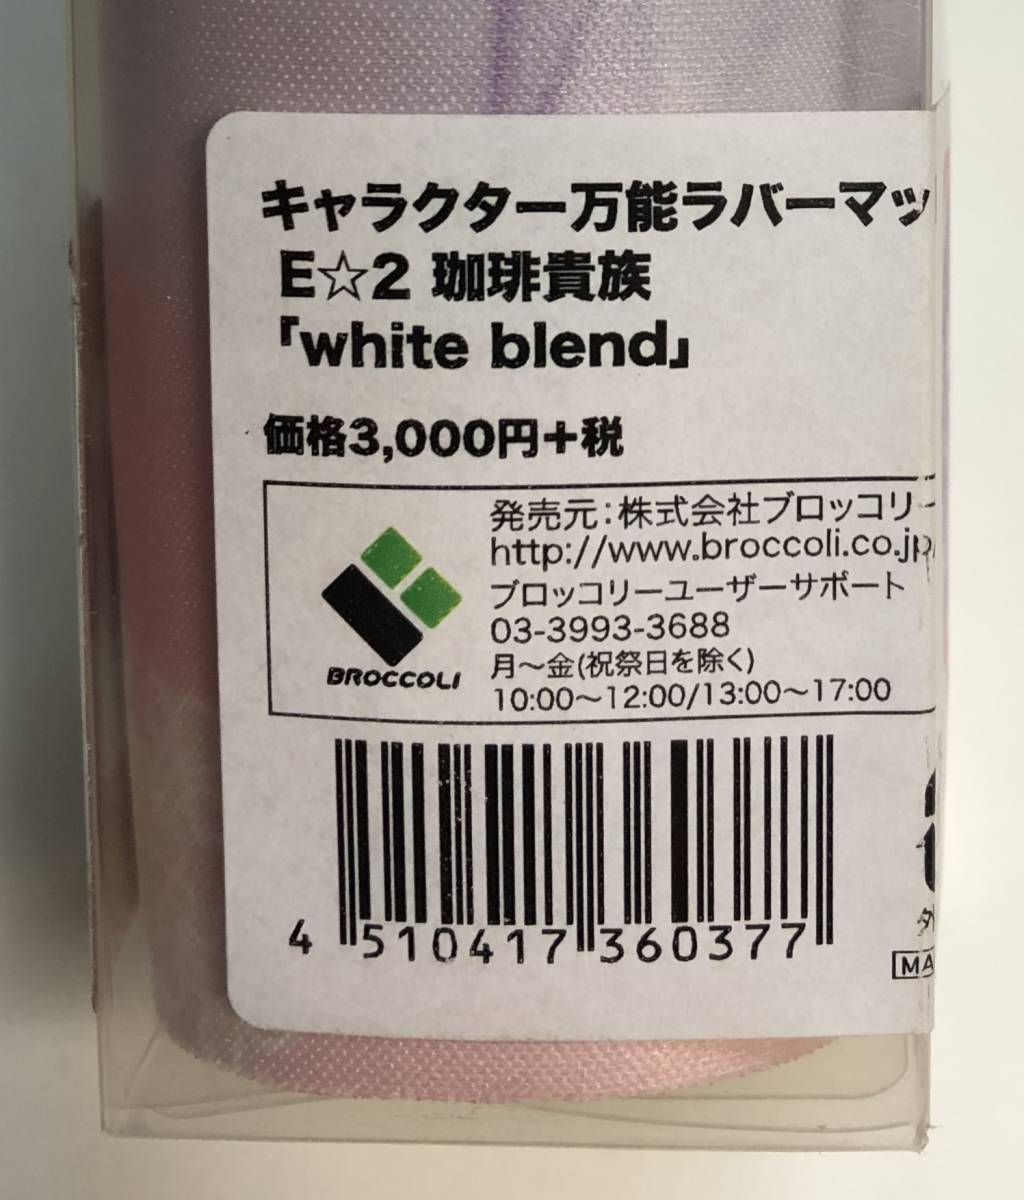 キャラクター万能ラバーマッ
E☆2 珈琲貴族
「white blend」
価格3,000円+税
発売元:株式会社ブロッコリー
http://www.broccoli.co.jp
ブロッコリーユーザーサポート
03-3993-3688
月〜金(祝祭日を除く)
10:00〜12:00/13:00〜17:00
BROCCOLI
4 510417 360377